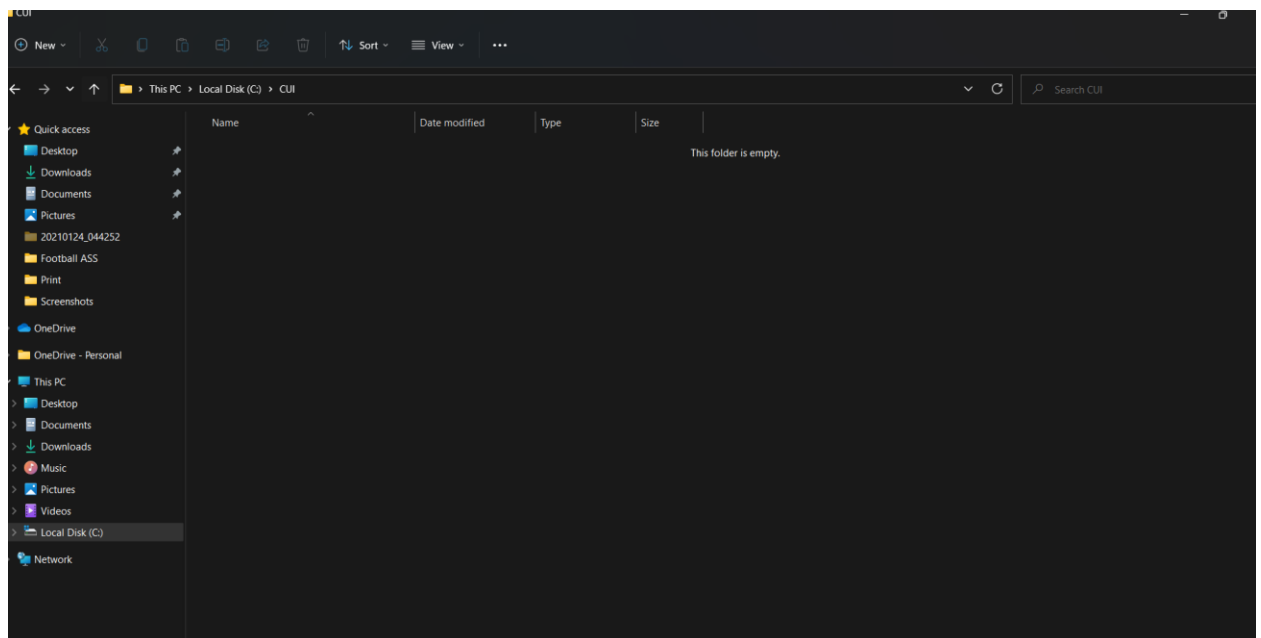 CUI
New
Sort
View
This PC > Local Disk (C:) > CUI
Search CUI
Name
Date modified
Type
Size
This folder is empty.
Quick access
Desktop
Downloads
Documents
Pictures
20210124_044252
Football ASS
Print
Screenshots
OneDrive
OneDrive - Personal
This PC
Desktop
Documents
Downloads
Music
Pictures
Videos
Local Disk (C:)
Network